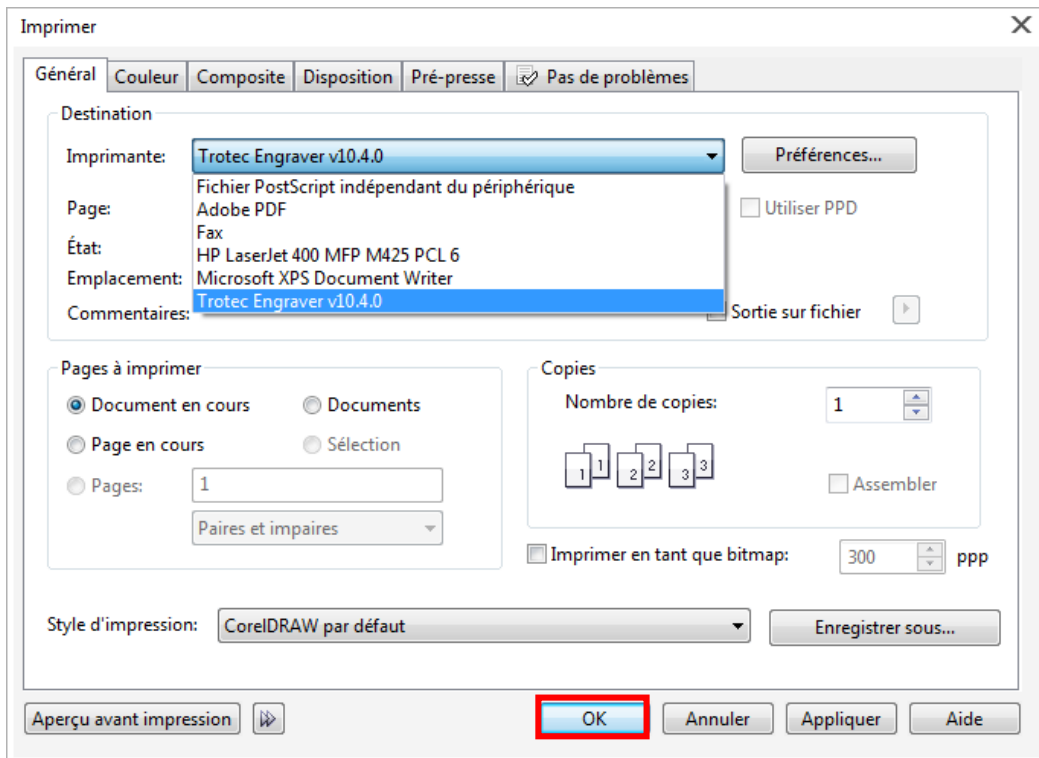 Imprimer
Général Couleur Composite Disposition Pré-presse Pas de problèmes
Destination
Imprimante: Trotec Engraver v10.4.0 Préférences...
Fichier PostScript indépendant du périphérique
Page: Adobe PDF Utiliser PPD
Fax
État: HP LaserJet 400 MFP M425 PCL 6
Emplacement: Microsoft XPS Document Writer
Trotec Engraver v10.4.0
Commentaires: Sortie sur fichier
Pages à imprimer
Document en cours Documents
Page en cours Sélection
Pages: 1
Paires et impaires
Copies
Nombre de copies: 1
1 1 2 2 3 3
Assembler
Imprimer en tant que bitmap: 300 ppp
Style d'impression: CorelDRAW par défaut Enregistrer sous...
Aperçu avant impression OK Annuler Appliquer Aide